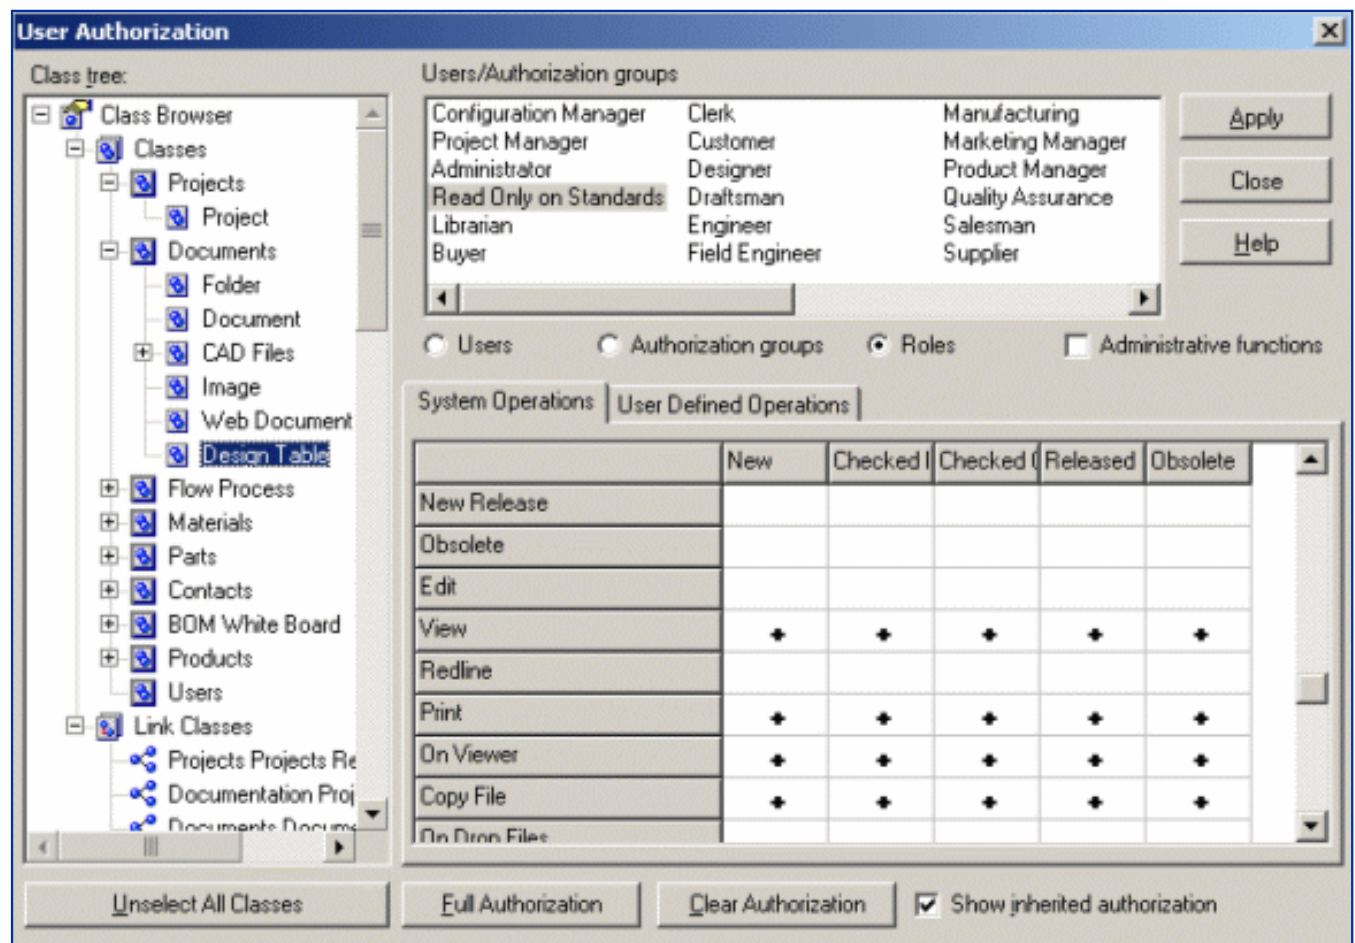 User Authorization
Class tree:
Class Browser
Classes
Projects
Project
Documents
Folder
Document
CAD Files
Image
Web Document
Design Table
Flow Process
Materials
Parts
Contacts
BOM White Board
Products
Users
Link Classes
Projects Projects Re
Documentation Proj
Documents Docume
Unselect All Classes
Users/Authorization groups
Configuration Manager Clerk Manufacturing
Project Manager Customer Marketing Manager
Administrator Designer Product Manager
Read Only on Standards Draftsman Quality Assurance
Librarian Engineer Salesman
Buyer Field Engineer Supplier
Apply
Close
Help
Users Authorization groups Roles Administrative functions
System Operations User Defined Operations
New Checked I Checked ( Released Obsolete
New Release
Obsolete
Edit
View
Redline
Print
On Viewer
Copy File
On Drop Files
Full Authorization Clear Authorization Show inherited authorization